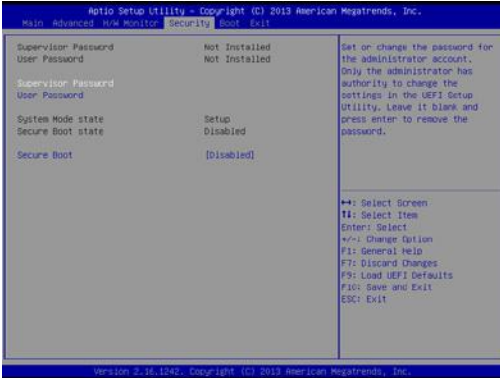 Aptio Setup Utility – Copyright (C) 2013 American Megatrends, Inc.
Main Advanced H/W Monitor Security Boot Exit
Supervisor Password Not Installed
User Password Not Installed
Supervisor Password
User Password
System Mode state Setup
Secure Boot state Disabled
Secure Boot [Disabled]
Set or change the password for
the administrator account.
Only the administrator has
authority to change the
settings in the UEFI Setup
Utility. Leave it blank and
press enter to remove the
password.
↔: Select Screen
↑↓: Select Item
Enter: Select
+/-: Change Option
F1: General Help
F7: Discard Changes
F9: Load UEFI Defaults
F10: Save and Exit
ESC: Exit
Version 2.16.1242. Copyright (C) 2013 American Megatrends, Inc.